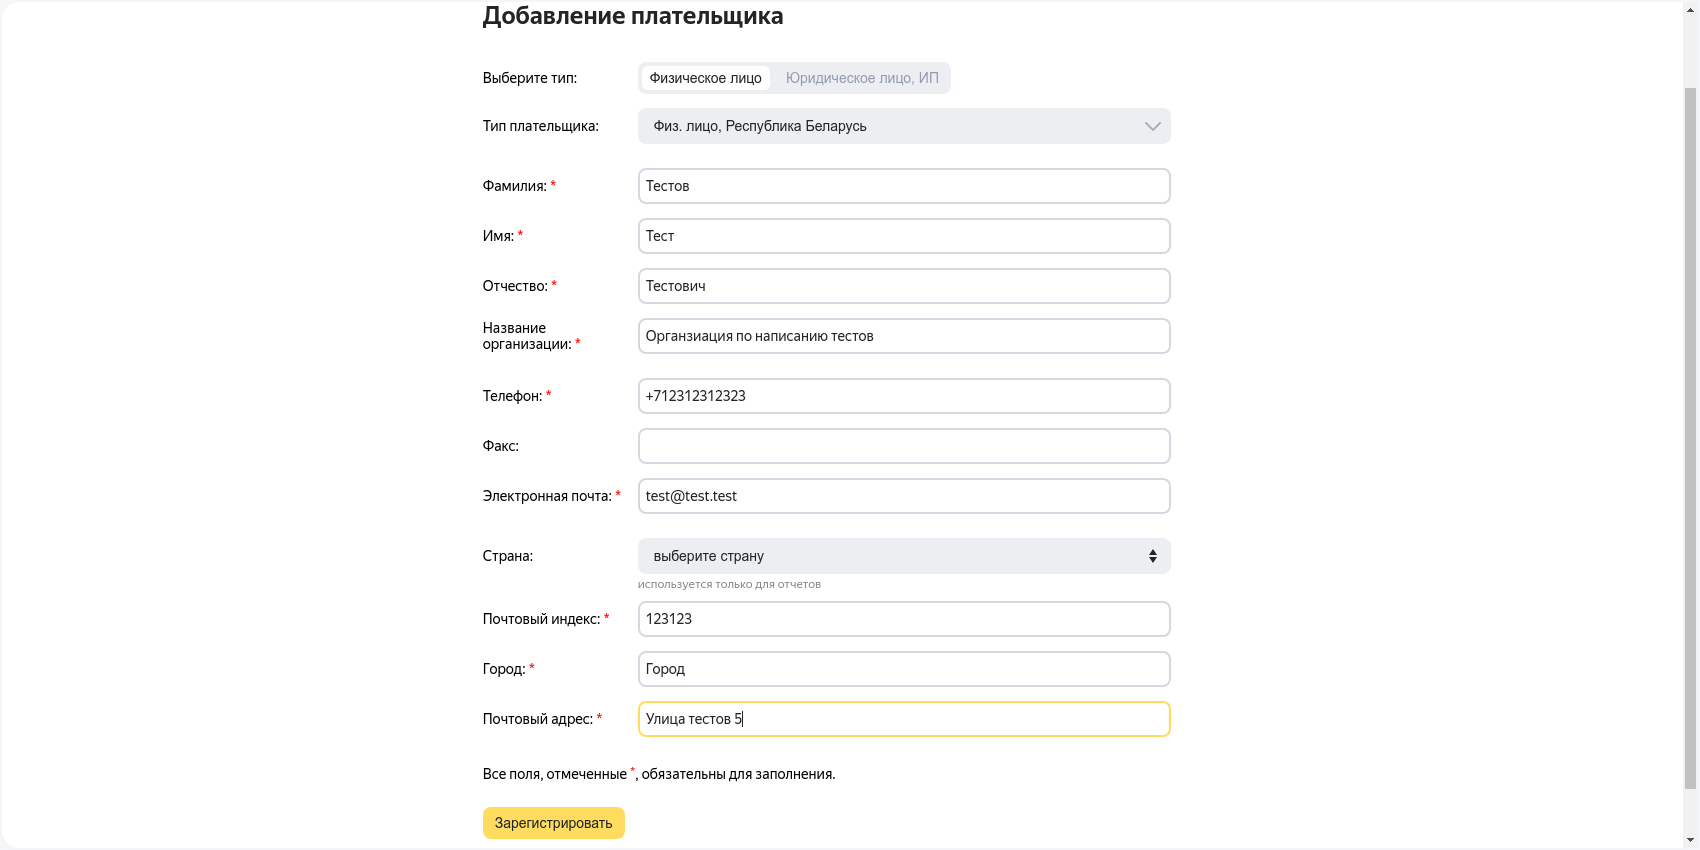 Добавление плательщика
Выберите тип:
Физическое лицо Юридическое лицо, ИП
Тип плательщика:
Физ. лицо, Республика Беларусь
Фамилия: *
Тестов
Имя: *
Тест
Отчество: *
Тестович
Название
организации: *
Органзиация по написанию тестов
Телефон: *
+712312312323
Факс:
Электронная почта: *
test@test.test
Страна:
выберите страну
используется только для отчетов
Почтовый индекс: *
123123
Город: *
Город
Почтовый адрес: *
Улица тестов 5
Все поля, отмеченные *, обязательны для заполнения.
Зарегистрировать